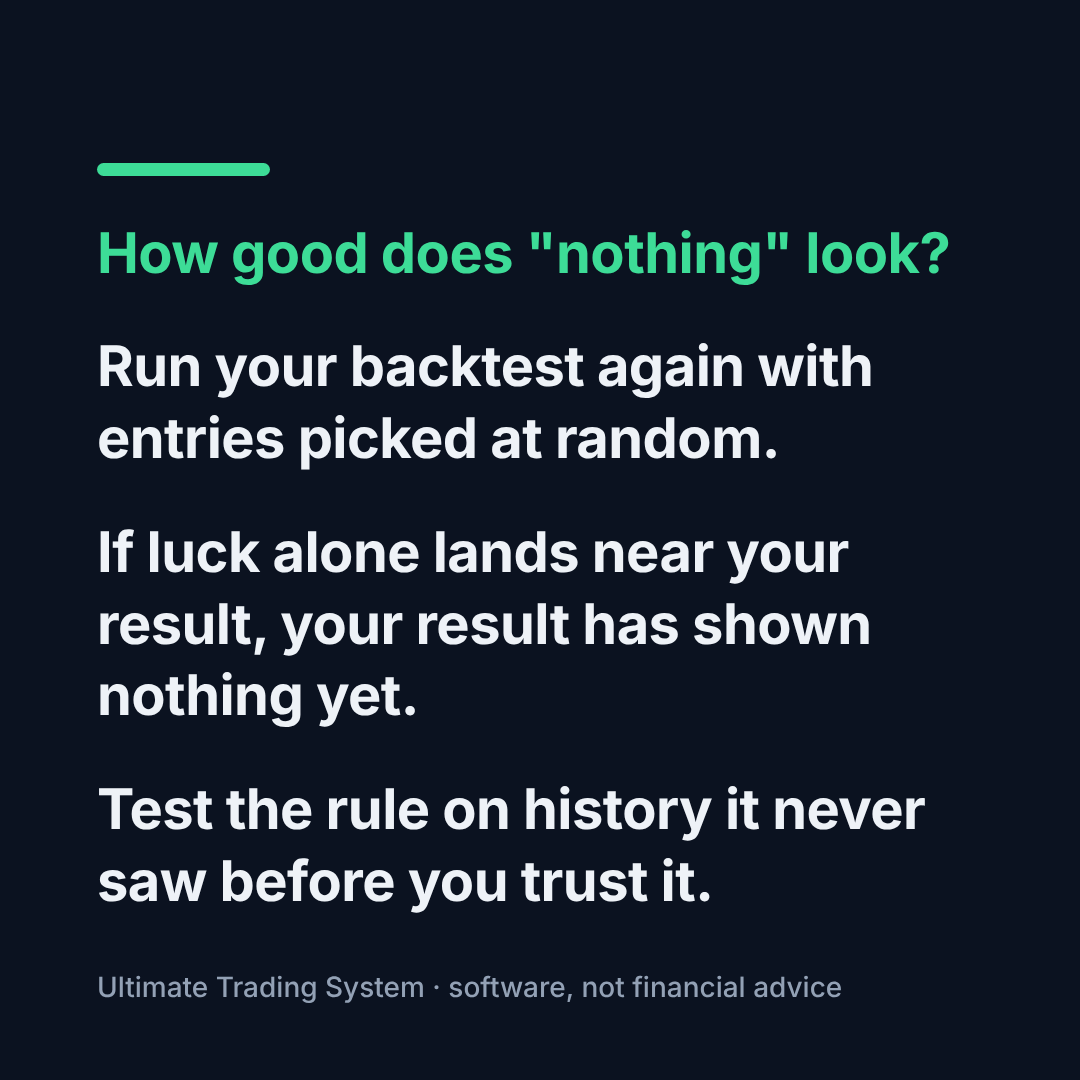 How good does "nothing" look?
Run your backtest again with
entries picked at random.
If luck alone lands near your
result, your result has shown
nothing yet.
Test the rule on history it never
saw before you trust it.
Ultimate Trading System · software, not financial advice